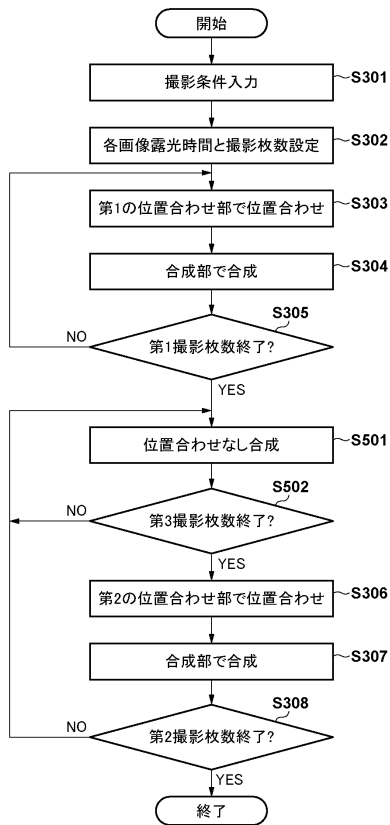 開始
撮影条件入力
S301
各画像露光時間と撮影枚数設定
S302
第1の位置合わせ部で位置合わせ
S303
合成部で合成
S304
S305
NO
第1撮影枚数終了?
YES
位置合わせなし合成
S501
S502
NO
第3撮影枚数終了?
YES
第2の位置合わせ部で位置合わせ
S306
合成部で合成
S307
S308
NO
第2撮影枚数終了?
YES
終了